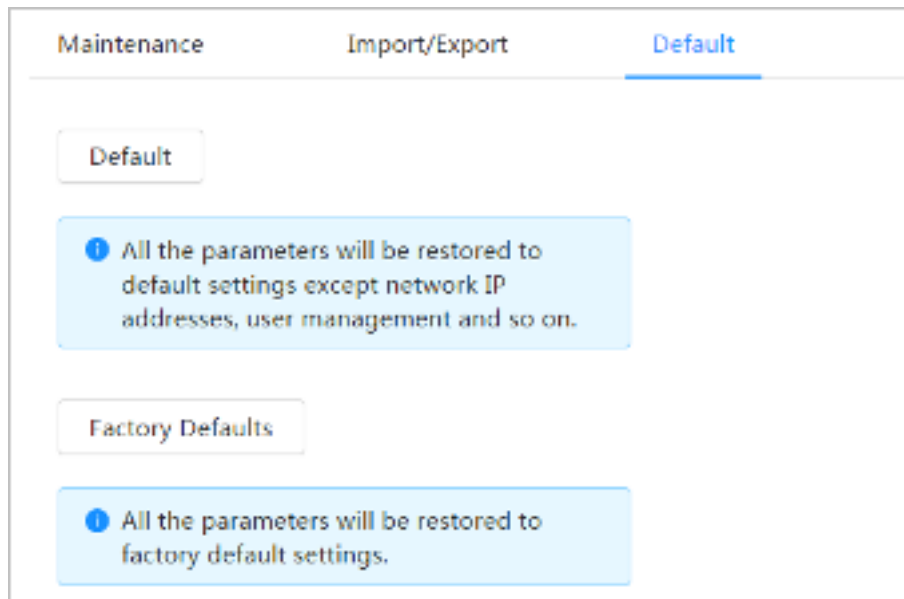 Maintenance Import/Export Default
Default
All the parameters will be restored to
default settings except network IP
addresses, user management and so on.
Factory Defaults
All the parameters will be restored to
factory default settings.